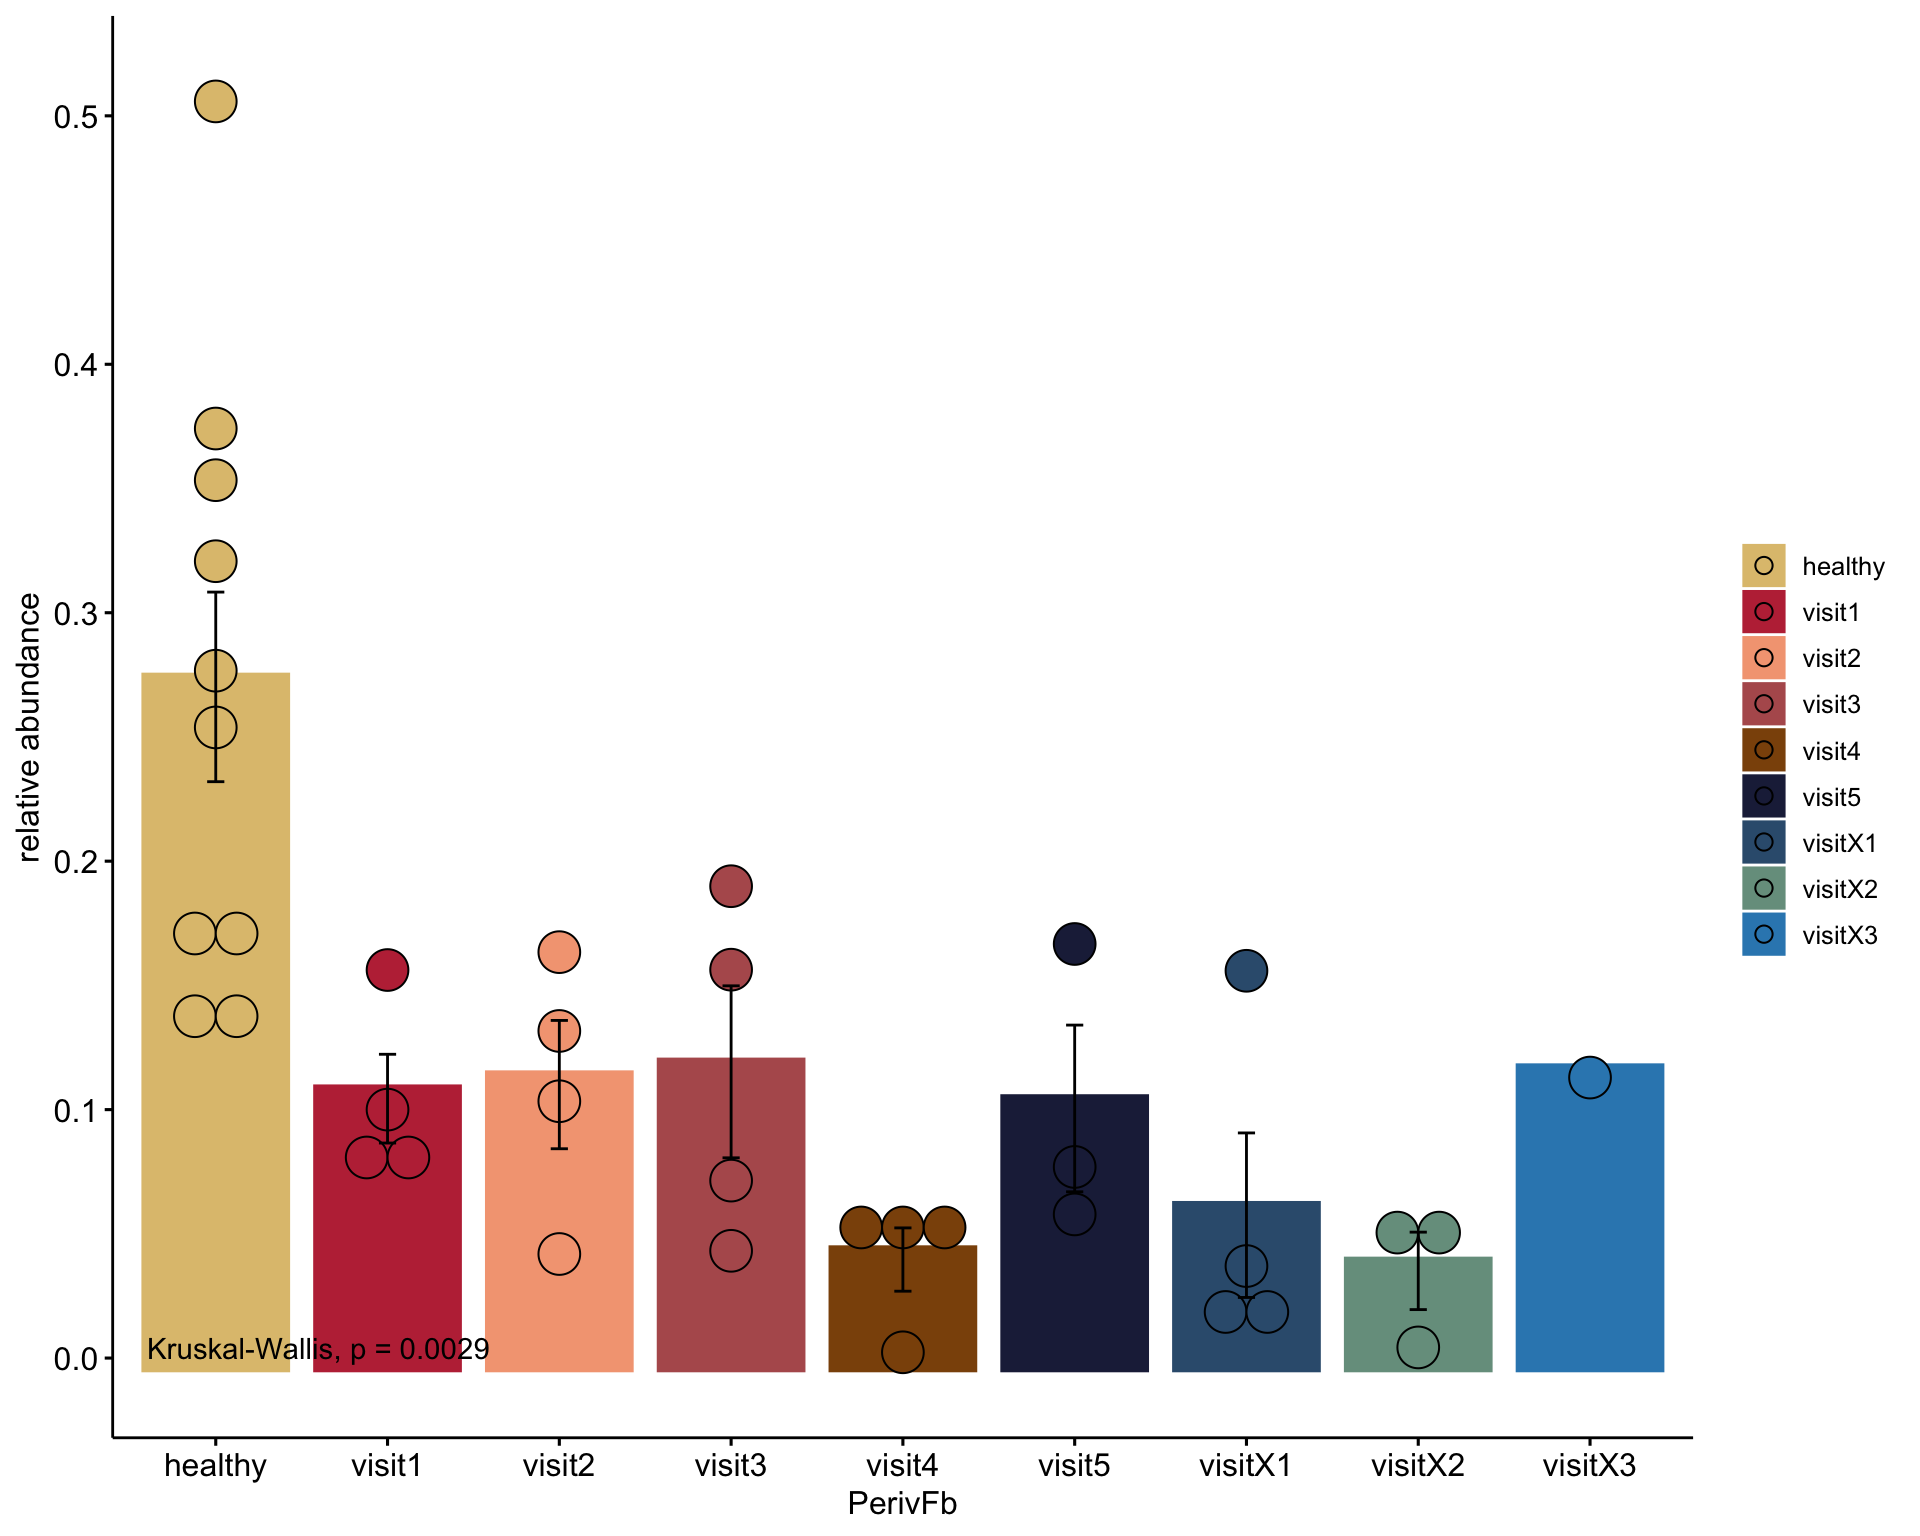 relative abundance
0.5
0.4
0.3
0.2
0.1
0.0
Kruskal-Wallis, p = 0.0029
healthy visit1 visit2 visit3 visit4 visit5 visitX1 visitX2 visitX3
PerivFb
healthy
visit1
visit2
visit3
visit4
visit5
visitX1
visitX2
visitX3